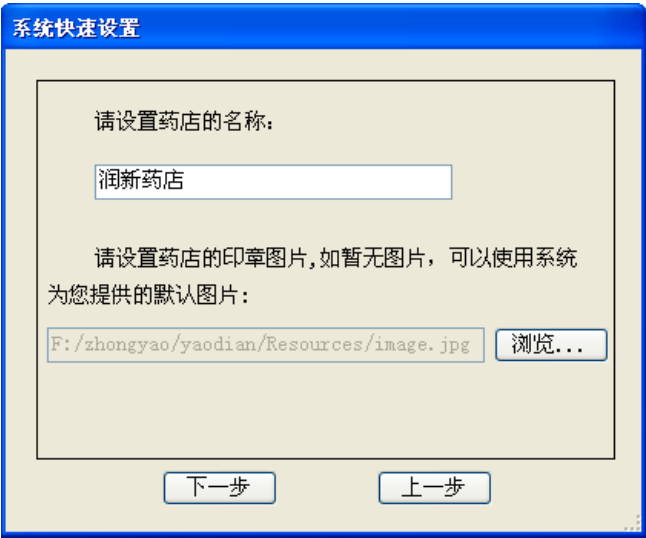 系统快速设置
请设置药店的名称：
润新药店
请设置药店的印章图片,如暂无图片，可以使用系统
为您提供的默认图片：
F:/zhongyao/yaodian/Resources/image.jpg 浏览...
下一步 上一步